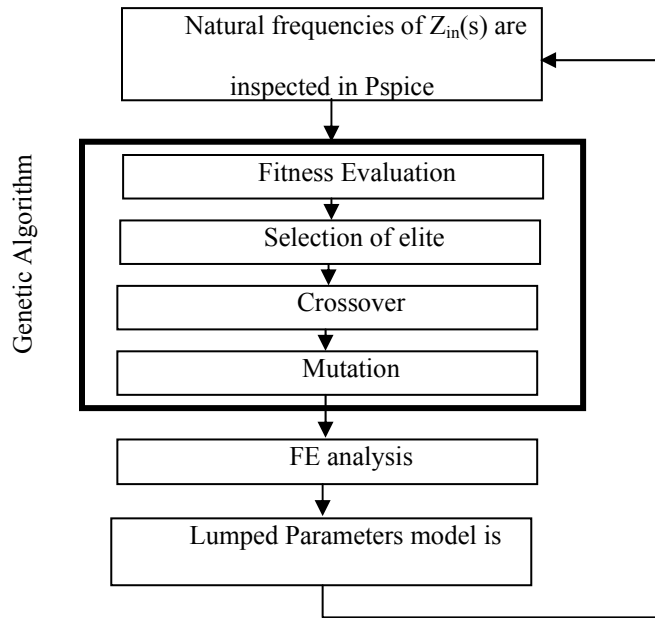 Natural frequencies of Zin(s) are
inspected in Pspice
Genetic Algorithm
Fitness Evaluation
Selection of elite
Crossover
Mutation
FE analysis
Lumped Parameters model is